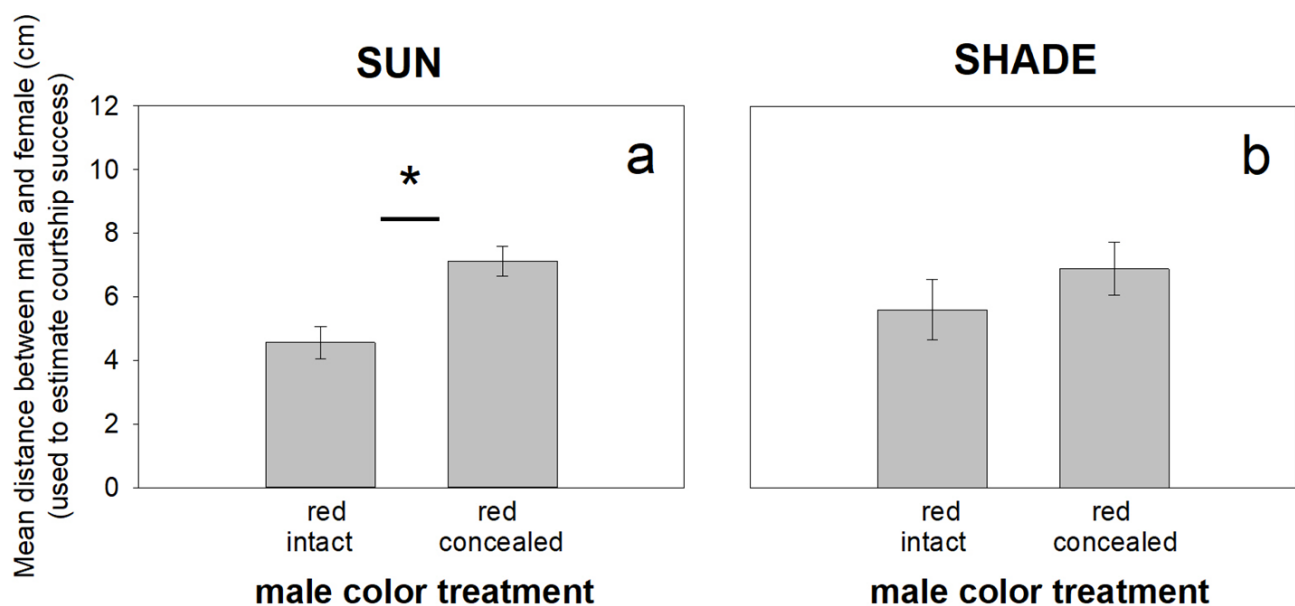 Mean distance between male and female (cm)
(used to estimate courtship success)
SUN
12
10
8
6
4
2
0
a
*
red
intact
red
concealed
male color treatment
SHADE
b
red
intact
red
concealed
male color treatment